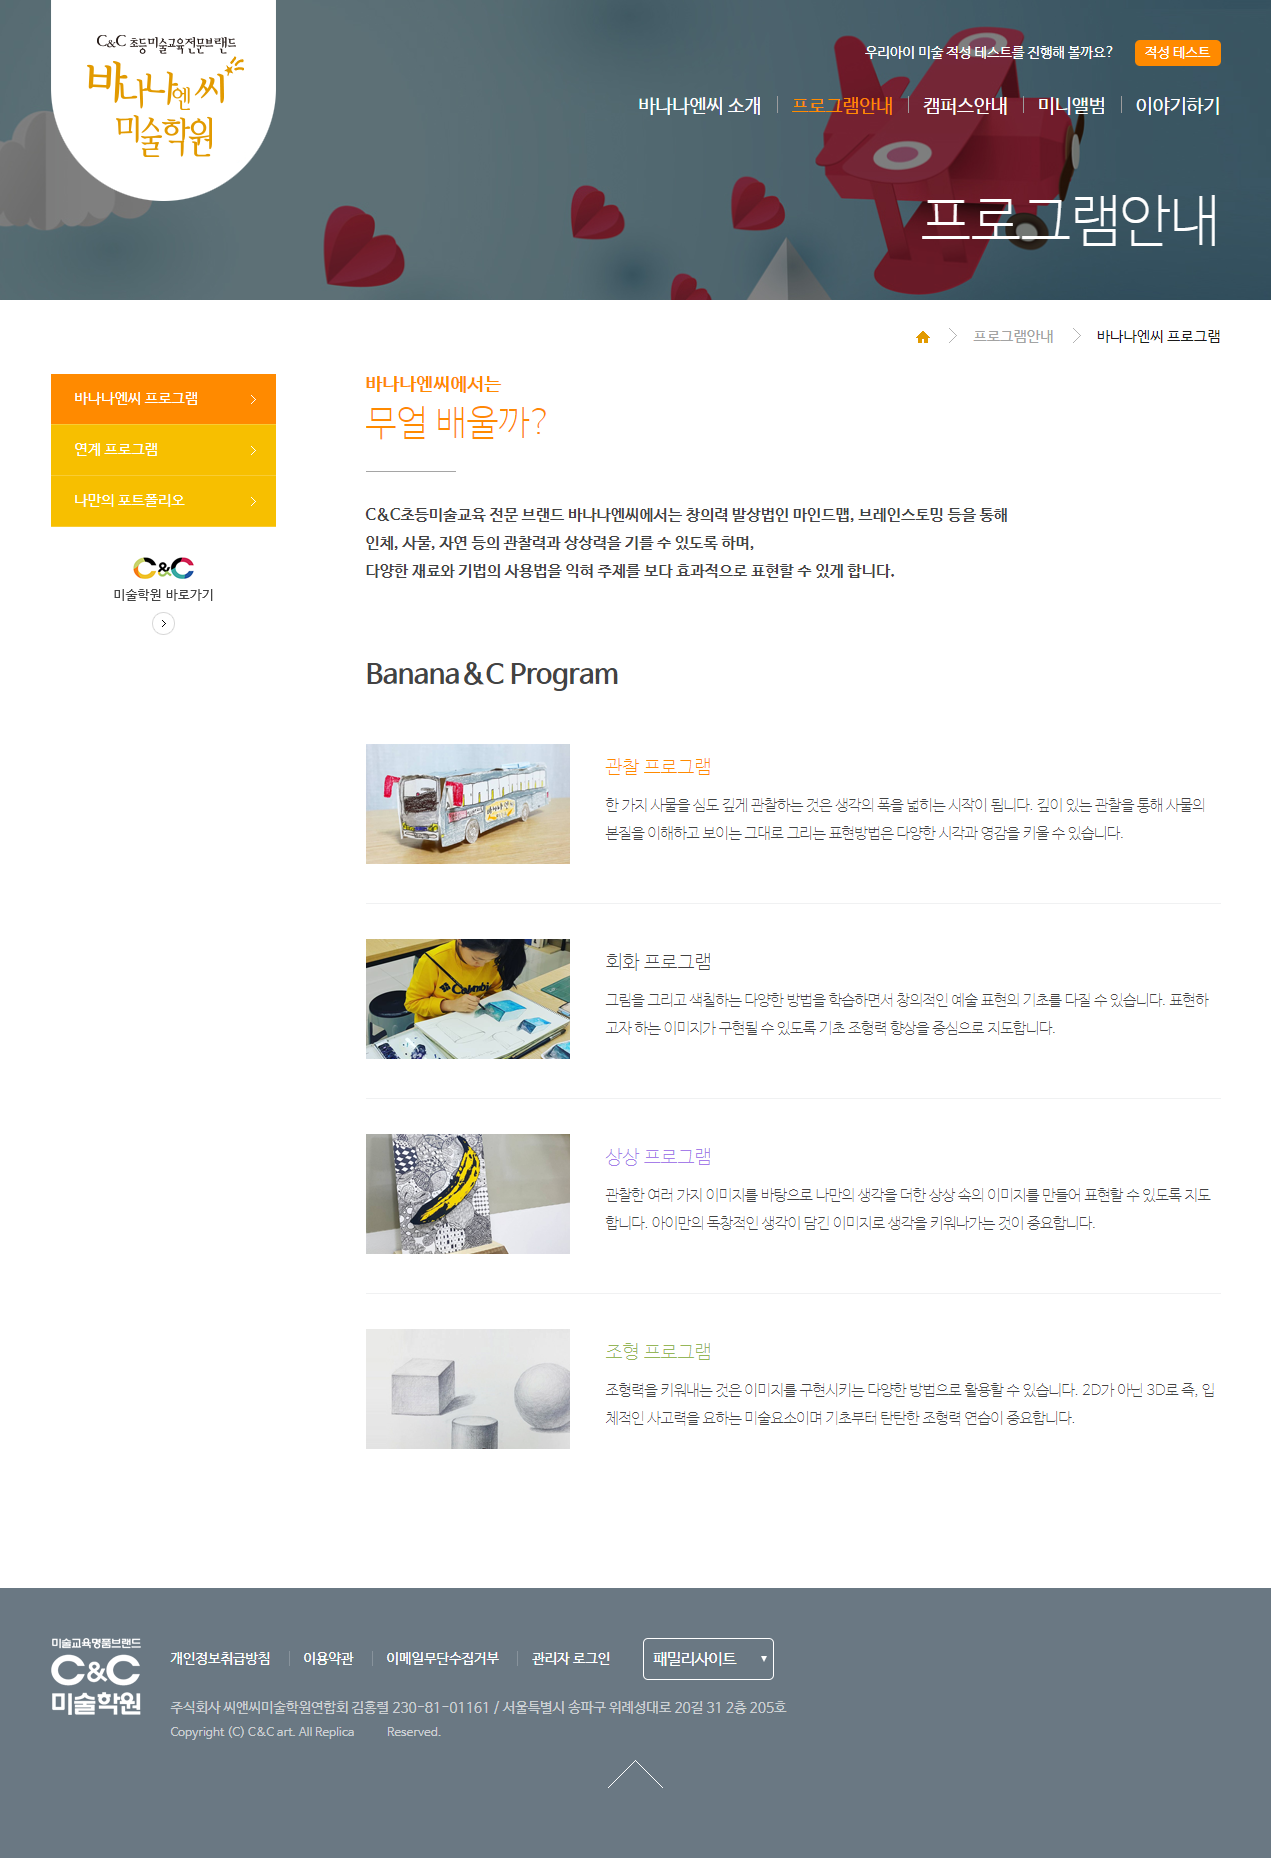 C&C 초등미술교육전문브랜드
바나나엔씨
미술학원
우리아이 미술 적성 테스트를 진행해 볼까요?
적성 테스트
바나나엔씨 소개
프로그램안내
캠퍼스안내
미니앨범
이야기하기
프로그램안내
프로그램안내
바나나엔씨 프로그램
바나나엔씨 프로그램
연계 프로그램
나만의 포트폴리오
C&C
미술학원 바로가기
바나나엔씨에서는
무얼 배울까?
C&C초등미술교육 전문 브랜드 바나나엔씨에서는 창의력 발상법인 마인드맵, 브레인스토밍 등을 통해
인체, 사물, 자연 등의 관찰력과 상상력을 기를 수 있도록 하며,
다양한 재료와 기법의 사용법을 익혀 주제를 보다 효과적으로 표현할 수 있게 합니다.
Banana&C Program
관찰 프로그램
한 가지 사물을 심도 깊게 관찰하는 것은 생각의 폭을 넓히는 시작이 됩니다. 깊이 있는 관찰을 통해 사물의
본질을 이해하고 보이는 그대로 그리는 표현방법은 다양한 시각과 영감을 키울 수 있습니다.
회화 프로그램
그림을 그리고 색칠하는 다양한 방법을 학습하면서 창의적인 예술 표현의 기초를 다질 수 있습니다. 표현하
고자 하는 이미지가 구현될 수 있도록 기초 조형력 향상을 중심으로 지도합니다.
상상 프로그램
관찰한 여러 가지 이미지를 바탕으로 나만의 생각을 더한 상상 속의 이미지를 만들어 표현할 수 있도록 지도
합니다. 아이만의 독창적인 생각이 담긴 이미지로 생각을 키워나가는 것이 중요합니다.
조형 프로그램
조형력을 키워내는 것은 이미지를 구현시키는 다양한 방법으로 활용할 수 있습니다. 2D가 아닌 3D로 즉, 입
체적인 사고력을 요하는 미술요소이며 기초부터 탄탄한 조형력 연습이 중요합니다.
미술교육명품브랜드
C&C
미술학원
개인정보취급방침
이용약관
이메일무단수집거부
관리자 로그인
패밀리사이트
주식회사 씨앤씨미술학원연합회 김홍렬 230-81-01161 / 서울특별시 송파구 위례성대로 20길 31 2층 205호
Copyright (C) C&C art. All Replica Reserved.